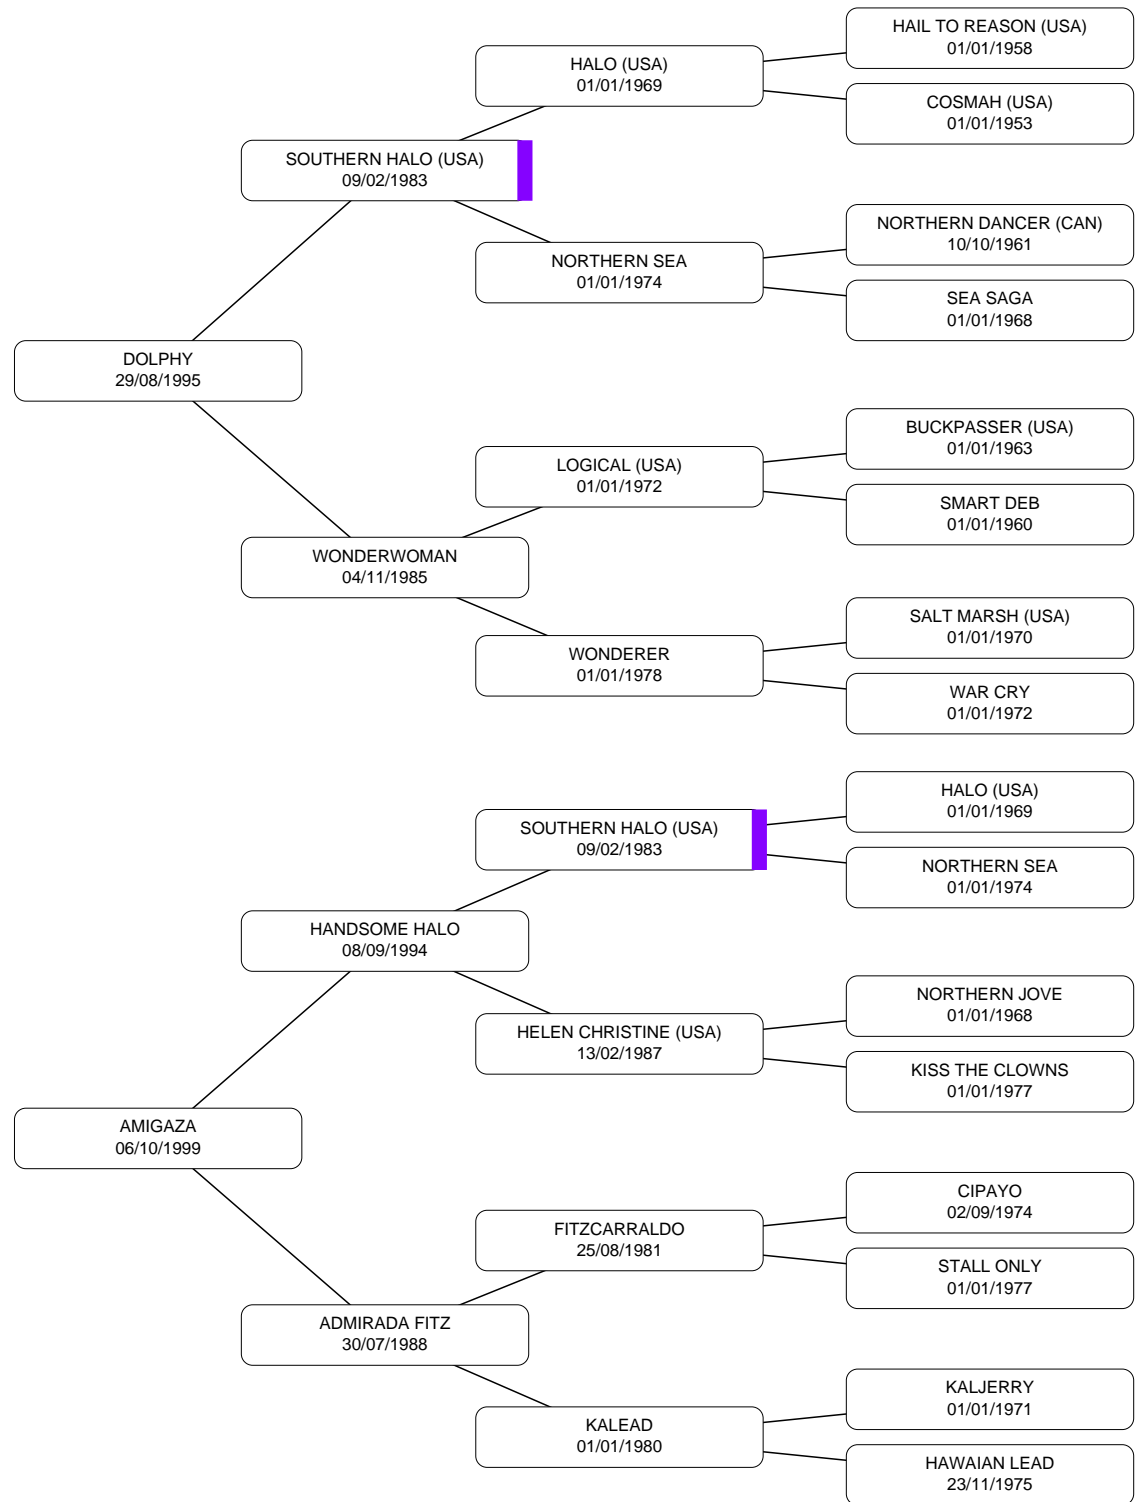 HAIL TO REASON (USA)
01/01/1958
HALO (USA)
01/01/1969
COSMAH (USA)
01/01/1953
SOUTHERN HALO (USA)
09/02/1983
NORTHERN DANCER (CAN)
10/10/1961
NORTHERN SEA
01/01/1974
SEA SAGA
01/01/1968
DOLPHY
29/08/1995
BUCKPASSER (USA)
01/01/1963
LOGICAL (USA)
01/01/1972
SMART DEB
01/01/1960
WONDERWOMAN
04/11/1985
SALT MARSH (USA)
01/01/1970
WONDERER
01/01/1978
WAR CRY
01/01/1972
HALO (USA)
01/01/1969
SOUTHERN HALO (USA)
09/02/1983
NORTHERN SEA
01/01/1974
HANDSOME HALO
08/09/1994
NORTHERN JOVE
01/01/1968
HELEN CHRISTINE (USA)
13/02/1987
KISS THE CLOWNS
01/01/1977
AMIGAZA
06/10/1999
CIPAYO
02/09/1974
FITZCARRALDO
25/08/1981
STALL ONLY
01/01/1977
ADMIRADA FITZ
30/07/1988
KALJERRY
01/01/1971
KALEAD
01/01/1980
HAWAIAN LEAD
23/11/1975